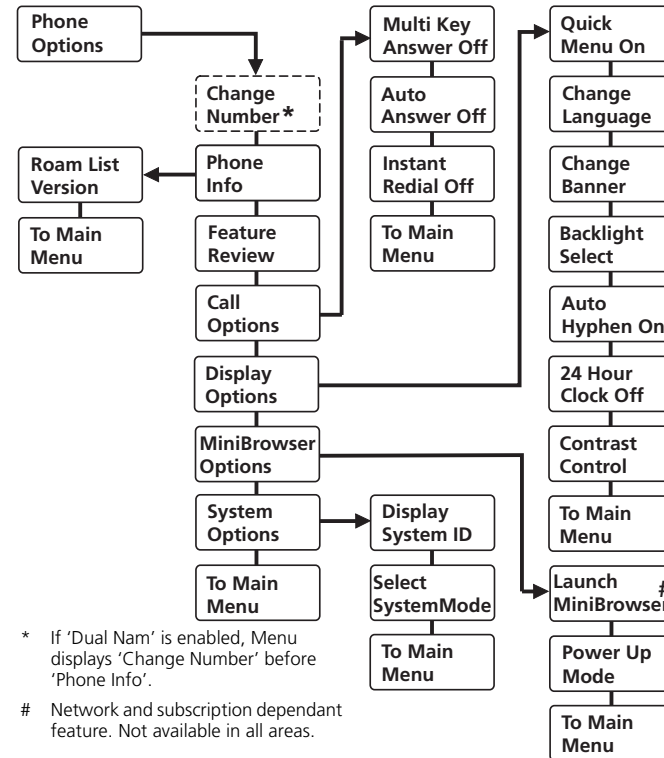 Phone
Options
Change
Number*
Roam List
Version
To Main
Menu
Phone
Info
Feature
Review
Call
Options
Display
Options
MiniBrowser
Options
System
Options
To Main
Menu
Multi Key
Answer Off
Auto
Answer Off
Instant
Redial Off
To Main
Menu
Display
System ID
Select
SystemMode
To Main
Menu
Quick
Menu On
Change
Language
Change
Banner
Backlight
Select
Auto
Hyphen On
24 Hour
Clock Off
Contrast
Control
To Main
Menu
Launch #
MiniBrowser
Power Up
Mode
To Main
Menu
* If 'Dual Nam' is enabled, Menu
displays 'Change Number' before
'Phone Info'.
# Network and subscription dependant
feature. Not available in all areas.